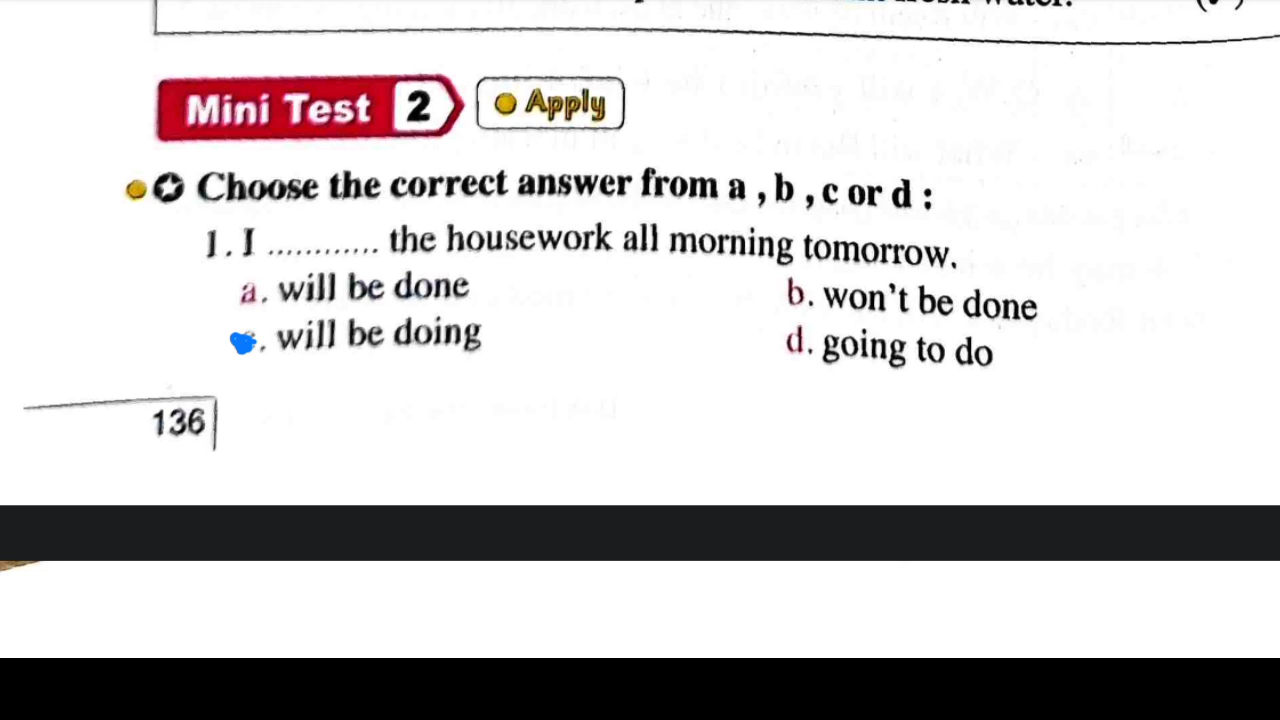 Mini Test 2 Apply
Choose the correct answer from a , b , c or d :
1. I ............ the housework all morning tomorrow.
a. will be done b. won't be done
. will be doing d. going to do
136